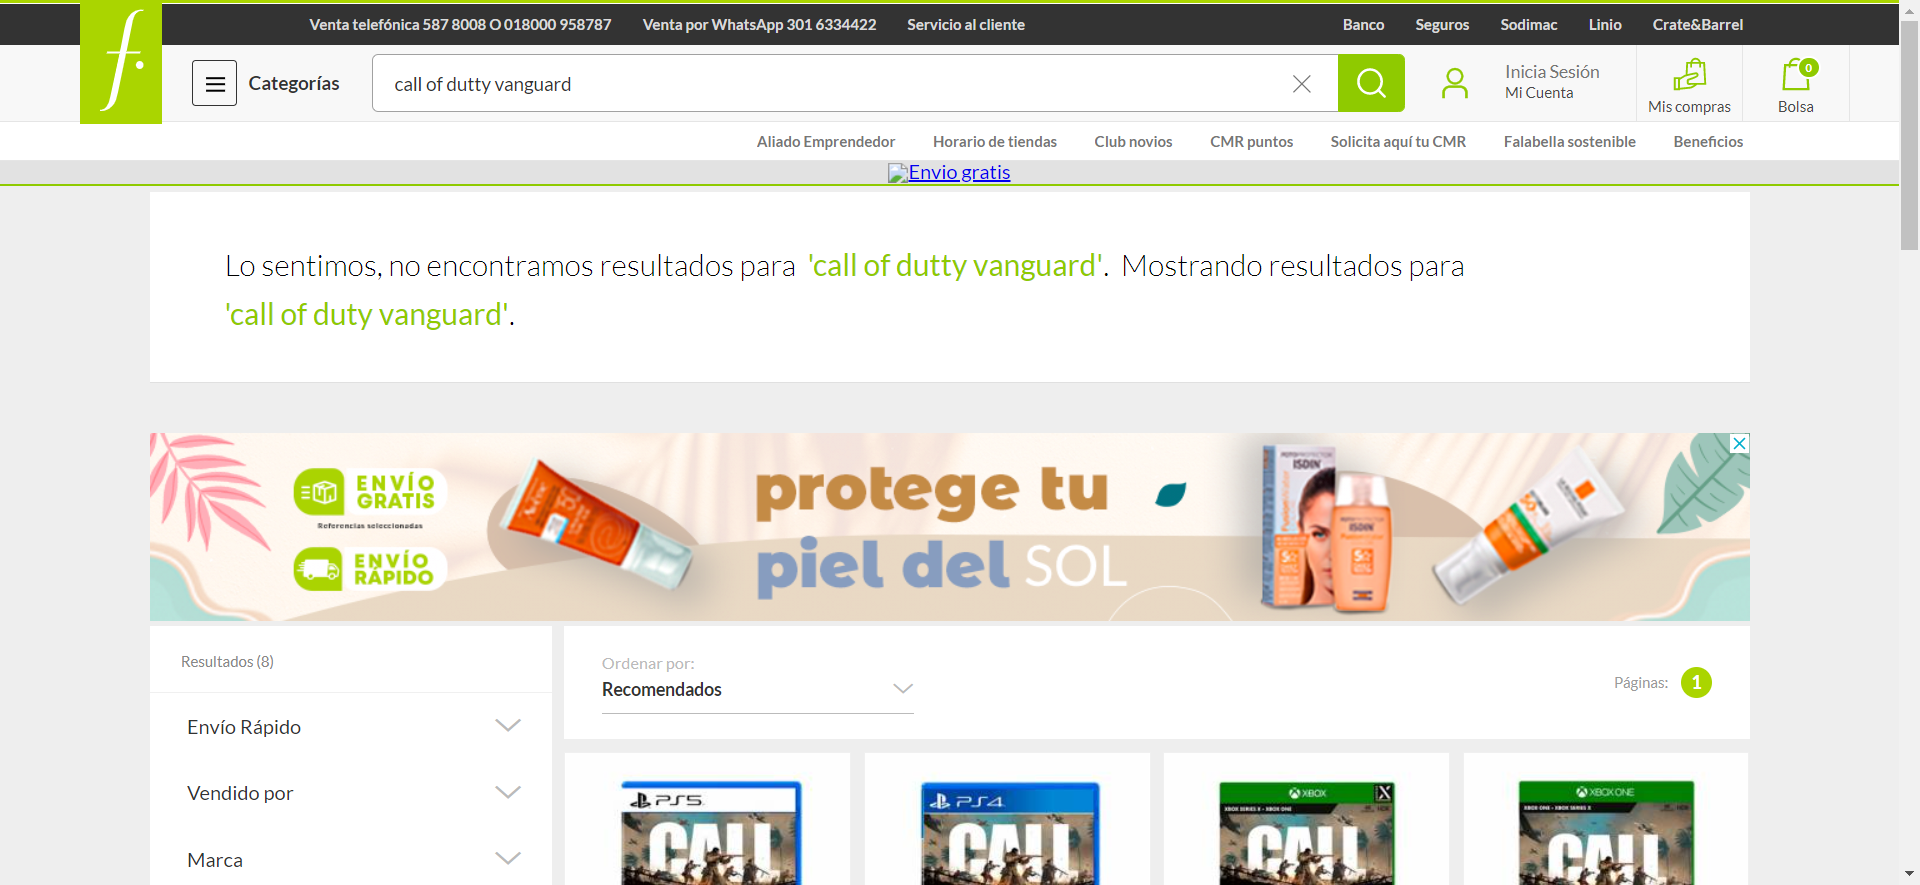 Venta telefónica 587 8008 O 018000 958787 Venta por WhatsApp 301 6334422 Servicio al cliente Banco Seguros Sodimac Linio Crate&Barrel
f.
Categorías
call of dutty vanguard
Inicia Sesión
Mi Cuenta
Mis compras
0
Bolsa
Aliado Emprendedor Horario de tiendas Club novios CMR puntos Solicita aquí tu CMR Falabella sostenible Beneficios
Envio gratis
Lo sentimos, no encontramos resultados para 'call of dutty vanguard'. Mostrando resultados para
'call of duty vanguard'.
ENVÍO
GRATIS
Referencias seleccionadas
ENVÍO
RÁPIDO
Avène
50
protege tu
piel del SOL
FOTOPROTECTOR
ISDIN
ISDIN
Resultados (8)
Ordenar por:
Recomendados
Páginas: 1
Envío Rápido
Vendido por
Marca
PS5
CALL
PS4
CALL
XBOX
XBOX SERIES X • XBOX ONE
CALL
XBOX ONE
XBOX ONE • XBOX SERIES X
CALL